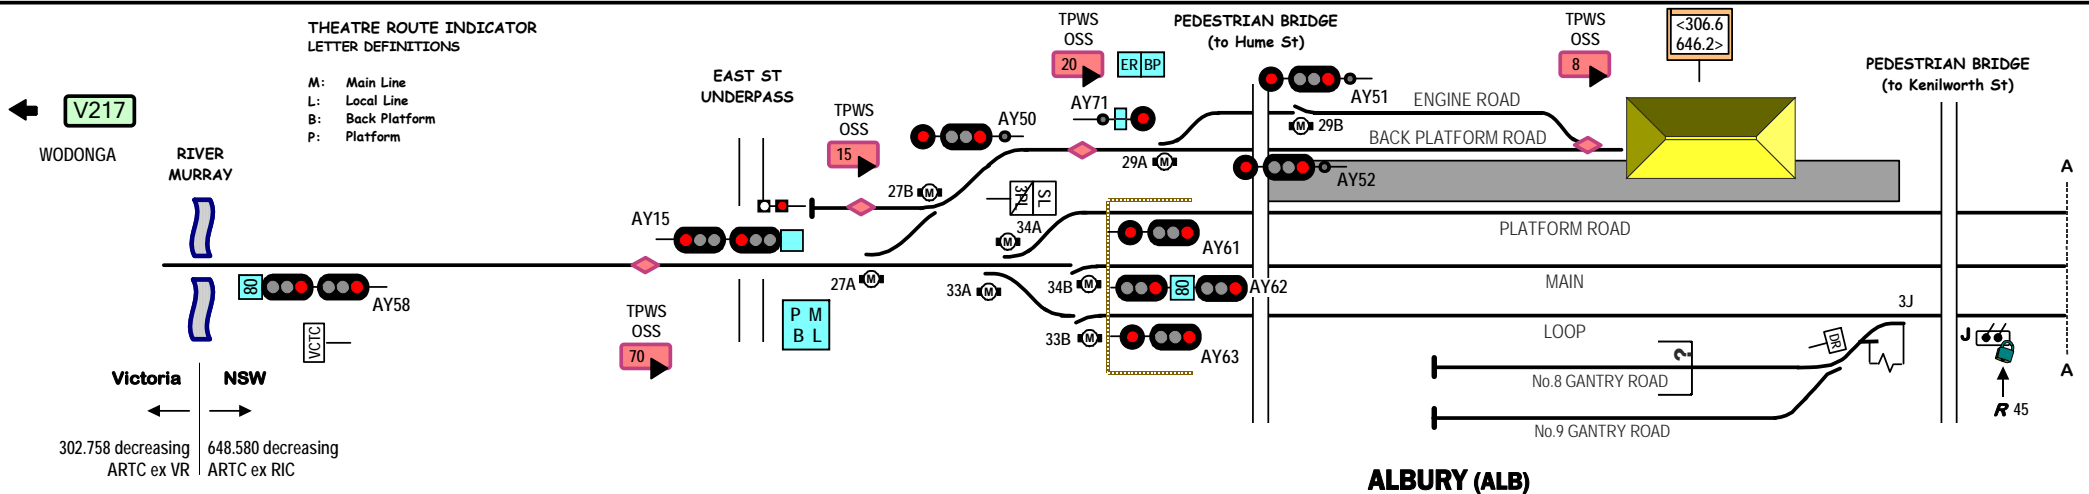 THEATRE ROUTE INDICATOR
LETTER DEFINITIONS
M: Main Line
L: Local Line
B: Back Platform
P: Platform
V217
WODONGA
RIVER
MURRAY
EAST ST
UNDERPASS
TPWS
OSS
15
TPWS
OSS
20
ER BP
PEDESTRIAN BRIDGE
(to Hume St)
TPWS
OSS
8
<306.6
646.2>
PEDESTRIAN BRIDGE
(to Kenilworth St)
AY50
AY71
AY51
ENGINE ROAD
M 29B
BACK PLATFORM ROAD
29A M
27B M
AY52
3PL SL
34A
M
AY15
AY61
PLATFORM ROAD
A
27A M
33A M
34B M
80
AY58
80
AY62
MAIN
3J
VCTC
TPWS
OSS
70
P M
B L
33B M
AY63
LOOP
DR
J
?
No.8 GANTRY ROAD
No.9 GANTRY ROAD
A
R 45
Victoria NSW
302.758 decreasing
ARTC ex VR
648.580 decreasing
ARTC ex RIC
ALBURY (ALB)